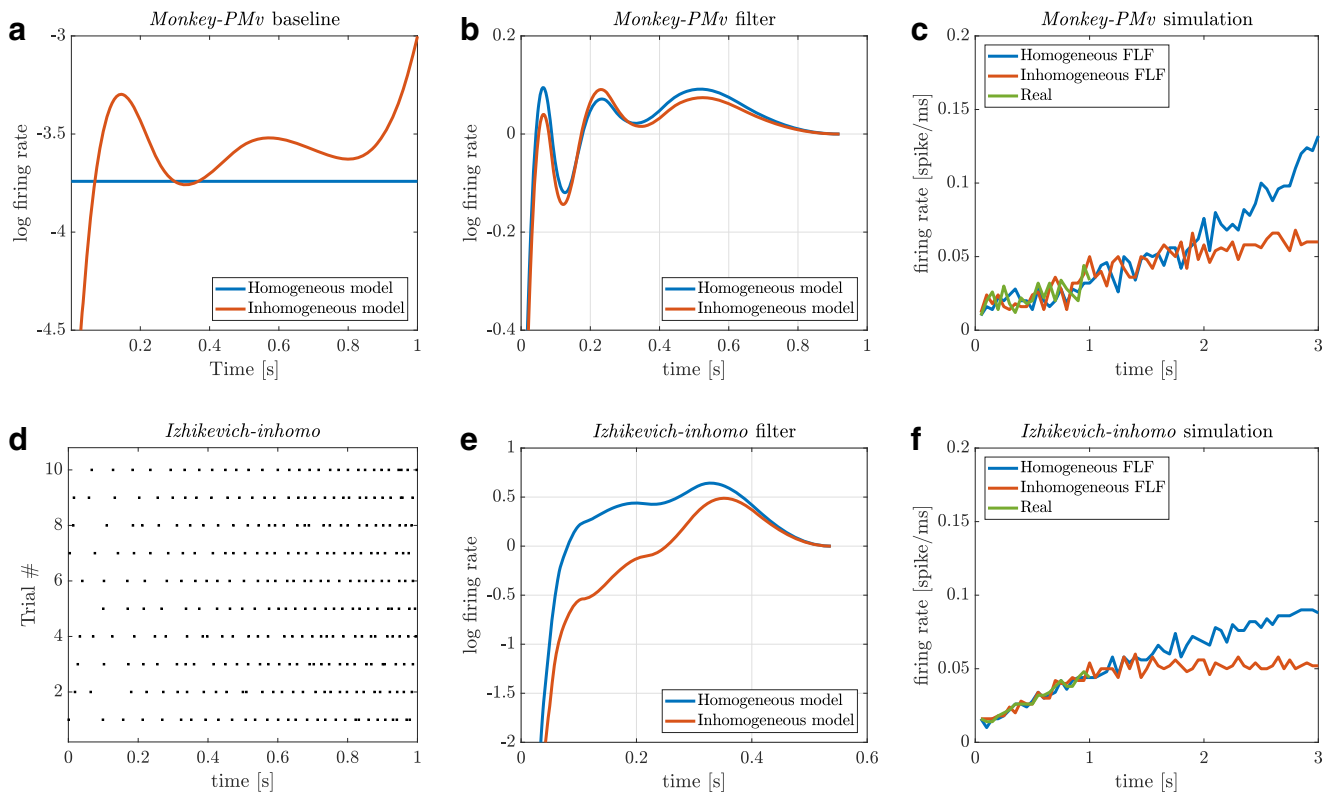 a
Monkey-PMv baseline
log firing rate
-3
-3.5
-4
-4.5
0.2
0.4
0.6
0.8
1
Time [s]
Homogeneous model
Inhomogeneous model
b
Monkey-PMv filter
log firing rate
0.2
0
-0.2
-0.4
0
0.2
0.4
0.6
0.8
1
time [s]
Homogeneous model
Inhomogeneous model
c
Monkey-PMv simulation
firing rate [spike/ms]
0.2
0.15
0.1
0.05
0
0
1
2
3
time [s]
Homogeneous FLF
Inhomogeneous FLF
Real
d
Izhikevich-inhomo
Trial #
10
8
6
4
2
0
0.2
0.4
0.6
0.8
1
time [s]
e
Izhikevich-inhomo filter
log firing rate
1
0.5
0
-0.5
-1
-1.5
-2
0
0.2
0.4
0.6
time [s]
Homogeneous model
Inhomogeneous model
f
Izhikevich-inhomo simulation
firing rate [spike/ms]
0.2
0.15
0.1
0.05
0
0
1
2
3
time [s]
Homogeneous FLF
Inhomogeneous FLF
Real